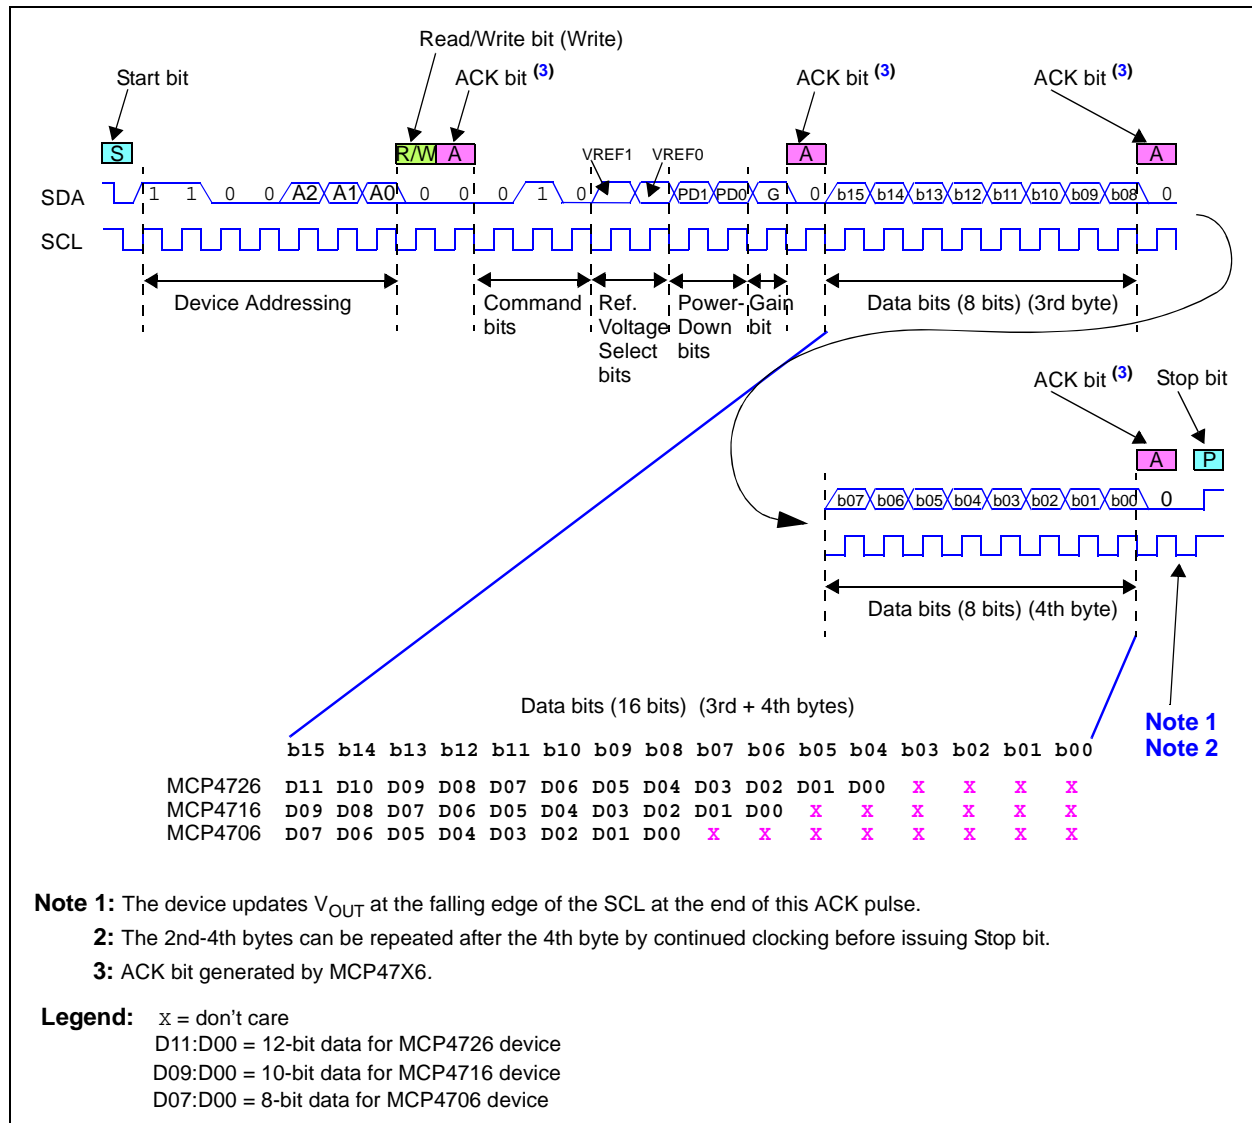 Read/Write bit (Write)
Start bit
ACK bit (3)
ACK bit (3)
ACK bit (3)
S
R/W
A
A
A
VREF1
VREF0
SDA
1 1 0 0 A2 A1 A0 0 0 0 1 0 PD1 PD0 G 0 b15 b14 b13 b12 b11 b10 b09 b08 0
SCL
Device Addressing
Command bits
Ref. Voltage Select bits
Power-Down bits
Gain bit
Data bits (8 bits) (3rd byte)
ACK bit (3)
Stop bit
A
P
b07 b06 b05 b04 b03 b02 b01 b00 0
Data bits (8 bits) (4th byte)
Data bits (16 bits) (3rd + 4th bytes)
Note 1
Note 2
b15 b14 b13 b12 b11 b10 b09 b08 b07 b06 b05 b04 b03 b02 b01 b00
MCP4726 D11 D10 D09 D08 D07 D06 D05 D04 D03 D02 D01 D00 X X X X
MCP4716 D09 D08 D07 D06 D05 D04 D03 D02 D01 D00 X X X X X X
MCP4706 D07 D06 D05 D04 D03 D02 D01 D00 X X X X X X X X
Note 1: The device updates VOUT at the falling edge of the SCL at the end of this ACK pulse.
2: The 2nd-4th bytes can be repeated after the 4th byte by continued clocking before issuing Stop bit.
3: ACK bit generated by MCP47X6.
Legend: X = don't care
D11:D00 = 12-bit data for MCP4726 device
D09:D00 = 10-bit data for MCP4716 device
D07:D00 = 8-bit data for MCP4706 device